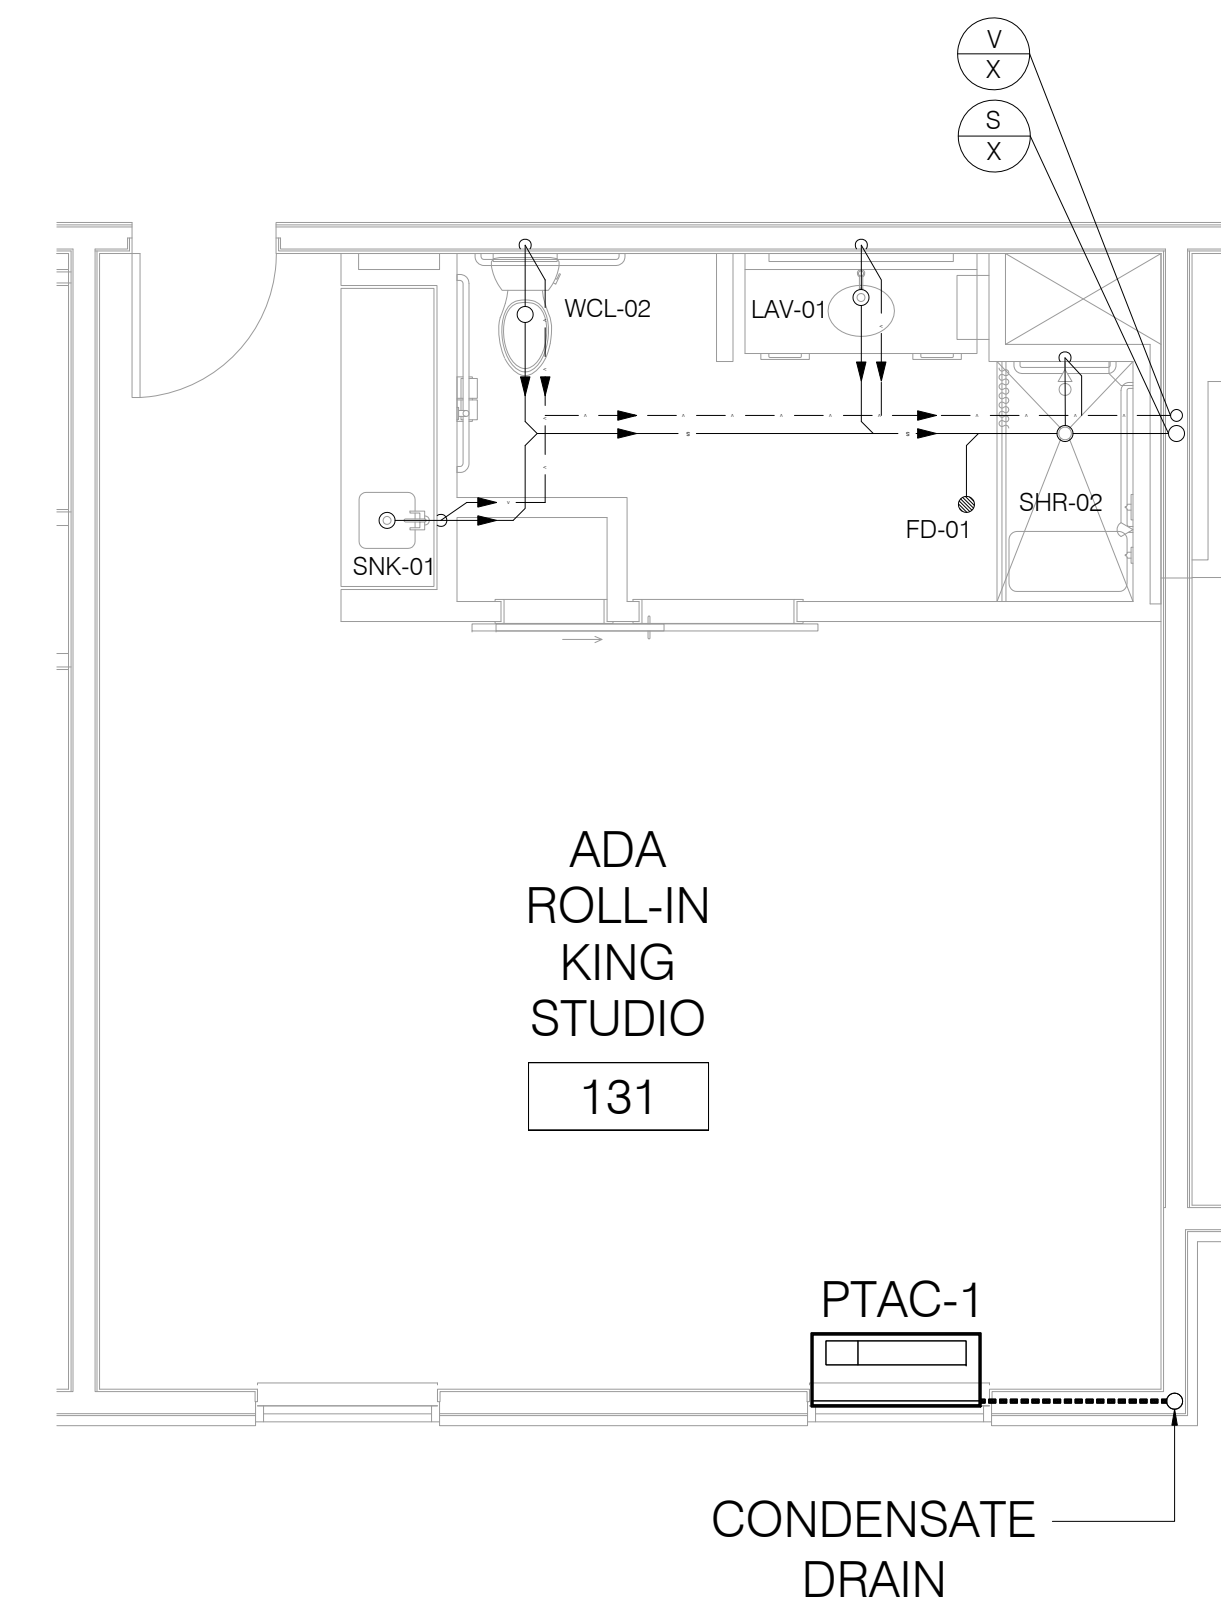 V
X
S
X
WCL-02
LAV-01
SHR-02
FD-01
SNK-01
S
S
ADA
ROLL-IN
KING
STUDIO
131
PTAC-1
CONDENSATE
DRAIN